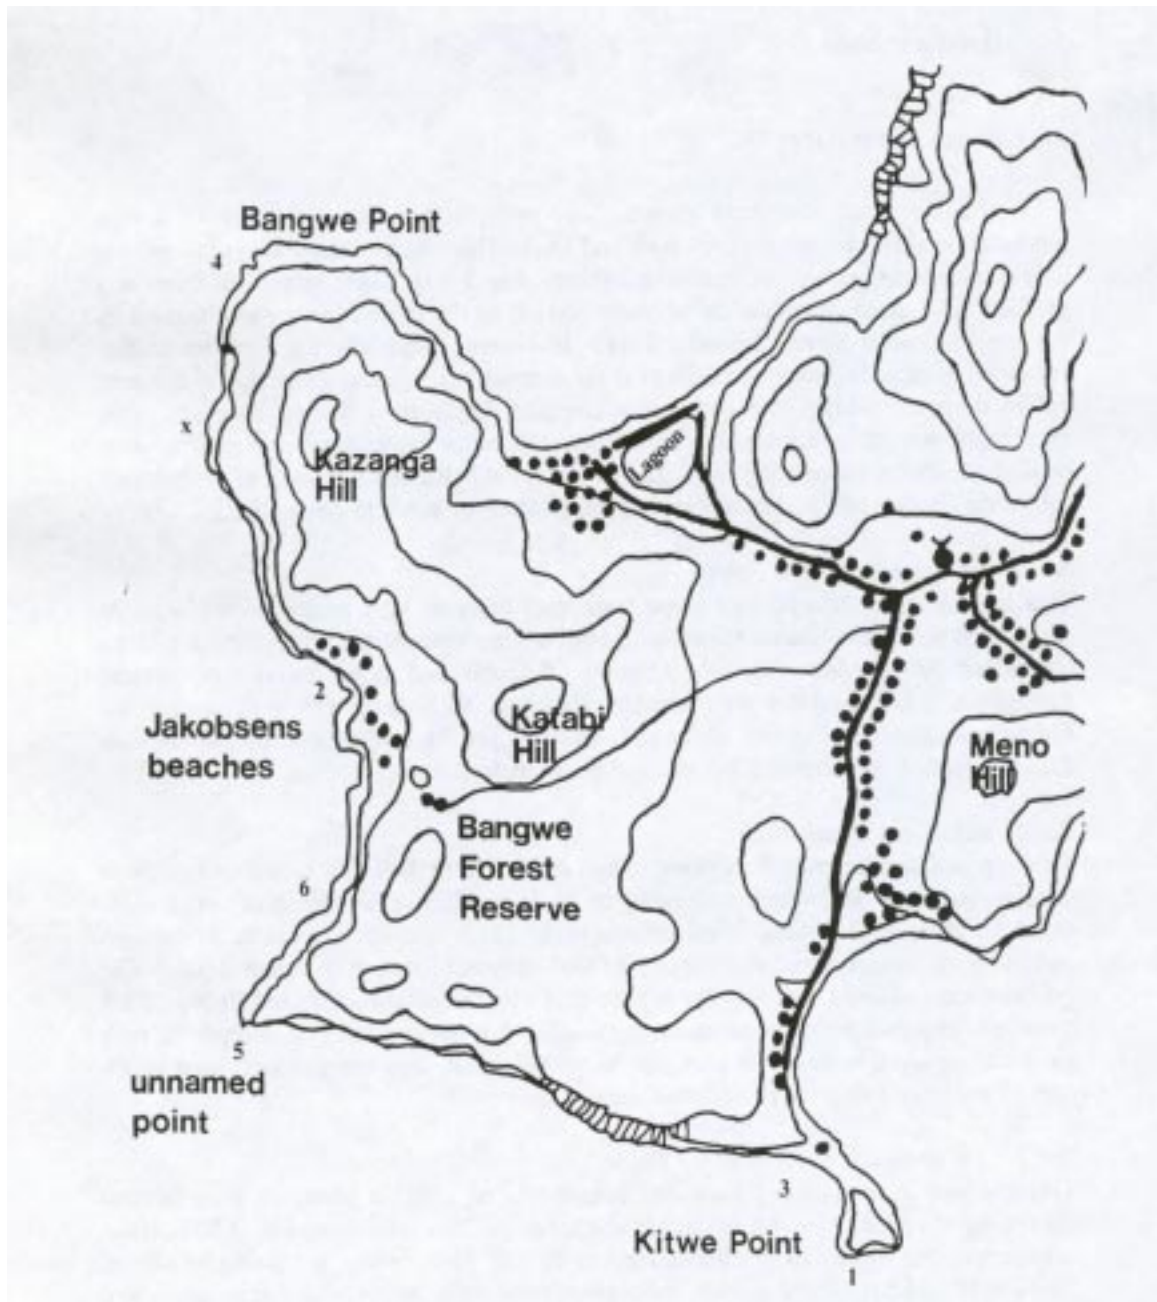 Bangwe Point
4
x
Lagoon
Kazanga
Hill
2
Jakobsens
beaches
Katabi
Hill
Meno
Hill
Bangwe
Forest
Reserve
6
5
unnamed
point
3
Kitwe Point
1